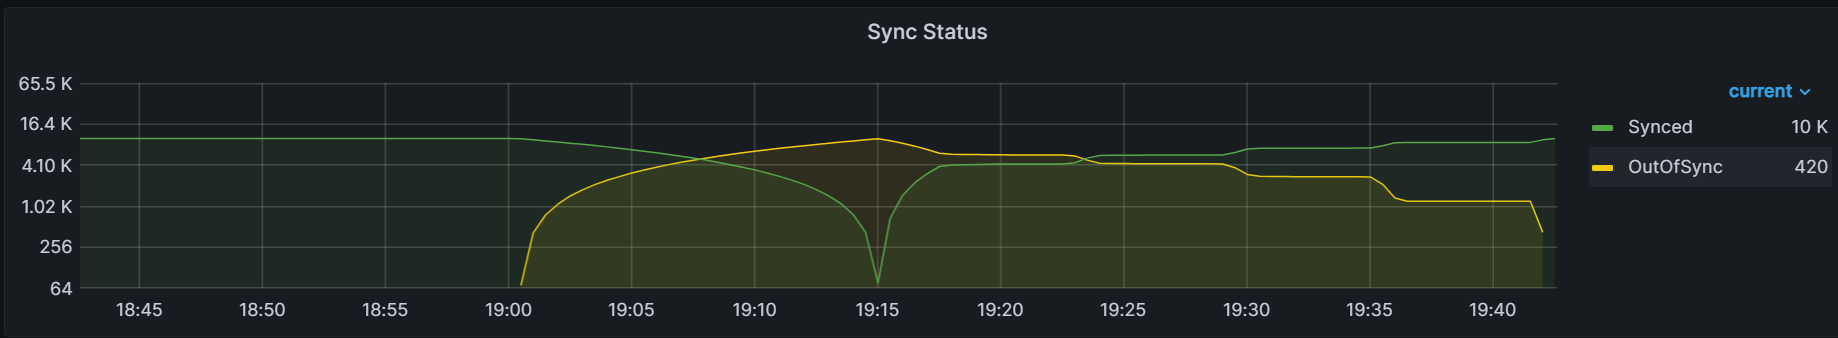 Sync Status
65.5 K
16.4 K
4.10 K
1.02 K
256
64
18:45 18:50 18:55 19:00 19:05 19:10 19:15 19:20 19:25 19:30 19:35 19:40
current
Synced 10 K
OutOfSync 420